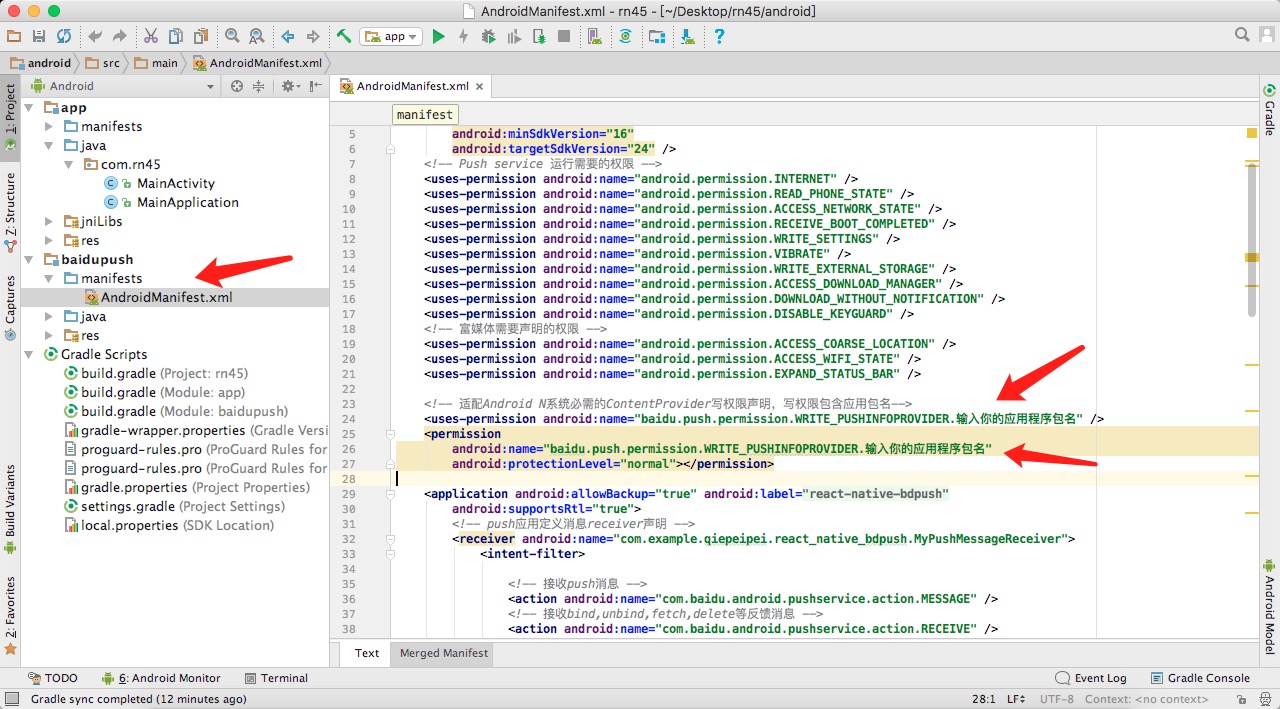 AndroidManifest.xml - rn45 - [~/Desktop/rn45/android]
app
android
src
main
AndroidManifest.xml
1: Project
Z: Structure
Captures
Build Variants
2: Favorites
Android
app
manifests
java
com.rn45
MainActivity
MainApplication
jniLibs
res
baidupush
manifests
AndroidManifest.xml
java
res
Gradle Scripts
build.gradle (Project: rn45)
build.gradle (Module: app)
build.gradle (Module: baidupush)
gradle-wrapper.properties (Gradle Versi
proguard-rules.pro (ProGuard Rules for
proguard-rules.pro (ProGuard Rules for
gradle.properties (Project Properties)
settings.gradle (Project Settings)
local.properties (SDK Location)
AndroidManifest.xml
manifest
5 android:minSdkVersion="16"
6 android:targetSdkVersion="24" />
7 <!-- Push service 运行需要的权限 -->
8 <uses-permission android:name="android.permission.INTERNET" />
9 <uses-permission android:name="android.permission.READ_PHONE_STATE" />
10 <uses-permission android:name="android.permission.ACCESS_NETWORK_STATE" />
11 <uses-permission android:name="android.permission.RECEIVE_BOOT_COMPLETED" />
12 <uses-permission android:name="android.permission.WRITE_SETTINGS" />
13 <uses-permission android:name="android.permission.VIBRATE" />
14 <uses-permission android:name="android.permission.WRITE_EXTERNAL_STORAGE" />
15 <uses-permission android:name="android.permission.ACCESS_DOWNLOAD_MANAGER" />
16 <uses-permission android:name="android.permission.DOWNLOAD_WITHOUT_NOTIFICATION" />
17 <uses-permission android:name="android.permission.DISABLE_KEYGUARD" />
18 <!-- 富媒体需要声明的权限 -->
19 <uses-permission android:name="android.permission.ACCESS_COARSE_LOCATION" />
20 <uses-permission android:name="android.permission.ACCESS_WIFI_STATE" />
21 <uses-permission android:name="android.permission.EXPAND_STATUS_BAR" />
22
23 <!-- 适配Android N系统必需的ContentProvider写权限声明，写权限包含应用包名-->
24 <uses-permission android:name="baidu.push.permission.WRITE_PUSHINFOPROVIDER.输入你的应用程序包名" />
25 <permission
26 android:name="baidu.push.permission.WRITE_PUSHINFOPROVIDER.输入你的应用程序包名"
27 android:protectionLevel="normal"></permission>
28
29 <application android:allowBackup="true" android:label="react-native-bdpush"
30 android:supportsRtl="true">
31 <!-- push应用定义消息receiver声明 -->
32 <receiver android:name="com.example.qiepeipei.react_native_bdpush.MyPushMessageReceiver">
33 <intent-filter>
34
35 <!-- 接收push消息 -->
36 <action android:name="com.baidu.android.pushservice.action.MESSAGE" />
37 <!-- 接收bind,unbind,fetch,delete等反馈消息 -->
38 <action android:name="com.baidu.android.pushservice.action.RECEIVE" />
Gradle
Android Model
Text
Merged Manifest
TODO
6: Android Monitor
Terminal
Event Log
Gradle Console
Gradle sync completed (12 minutes ago)
28:1
LF
UTF-8
Context: <no context>